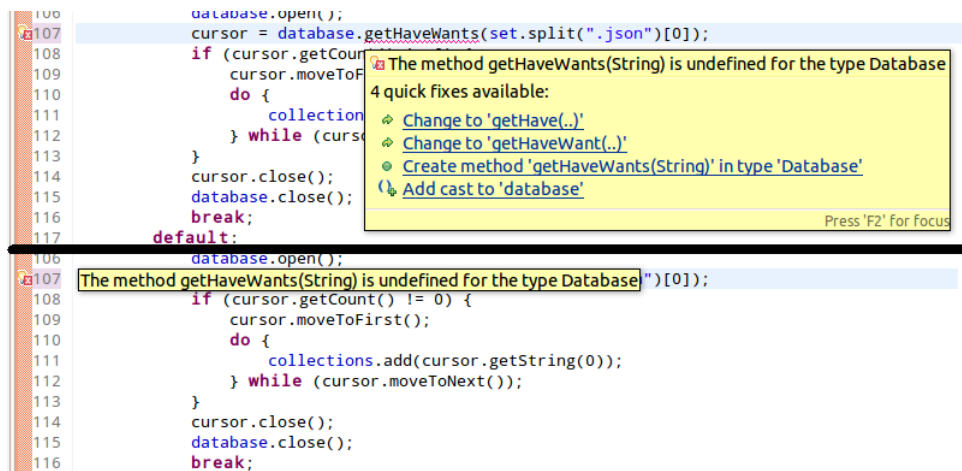 106 database.open();
107 cursor = database.getHaveWants(set.split(".json")[0]);
108 if (cursor.getCoun
The method getHaveWants(String) is undefined for the type Database
109 cursor.moveToF
4 quick fixes available:
110 do {
Change to 'getHave(..)'
111 collection
Change to 'getHaveWant(..)'
112 } while (curs
Create method 'getHaveWants(String)' in type 'Database'
113 }
Add cast to 'database'
114 cursor.close();
115 database.close();
116 break;
Press 'F2' for focus
117 default:
106 database.open();
107 The method getHaveWants(String) is undefined for the type Database ")[0]);
108 if (cursor.getCount() != 0) {
109 cursor.moveToFirst();
110 do {
111 collections.add(cursor.getString(0));
112 } while (cursor.moveToNext());
113 }
114 cursor.close();
115 database.close();
116 break;